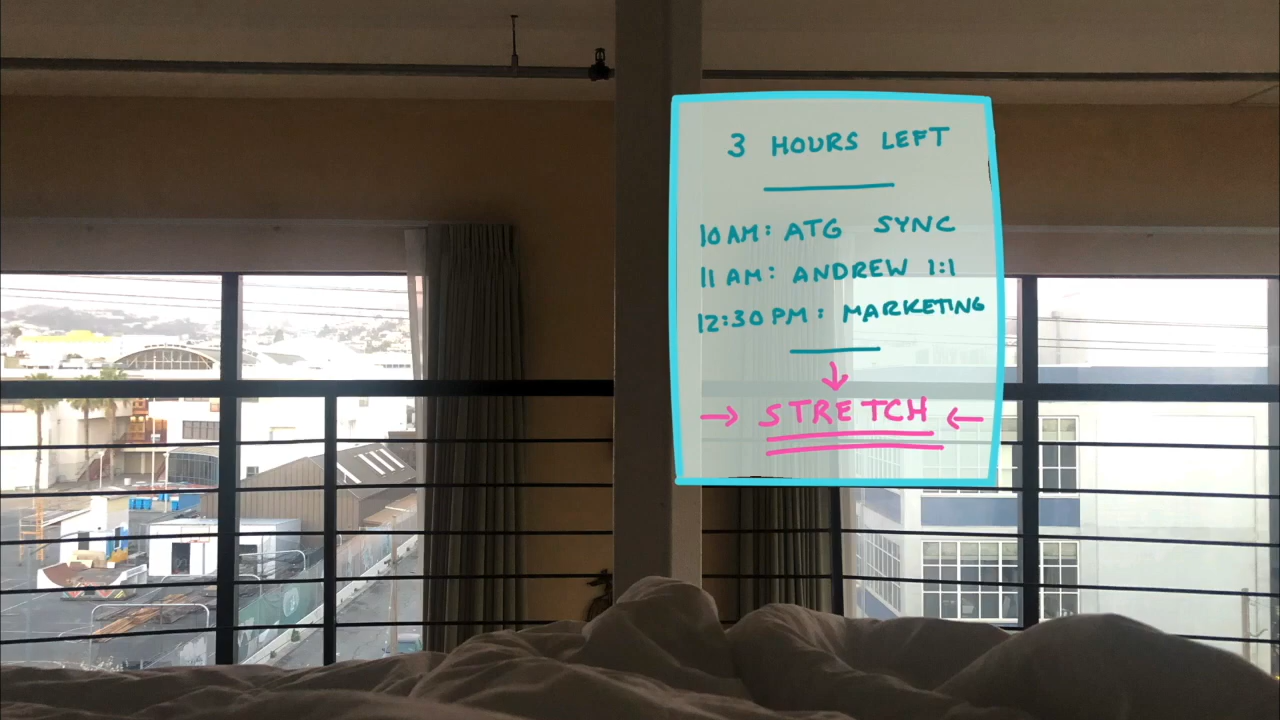 3 HOURS LEFT
10 AM: ATG SYNC
11 AM: ANDREW 1:1
12:30 PM: MARKETING
↓
→ STRETCH ←